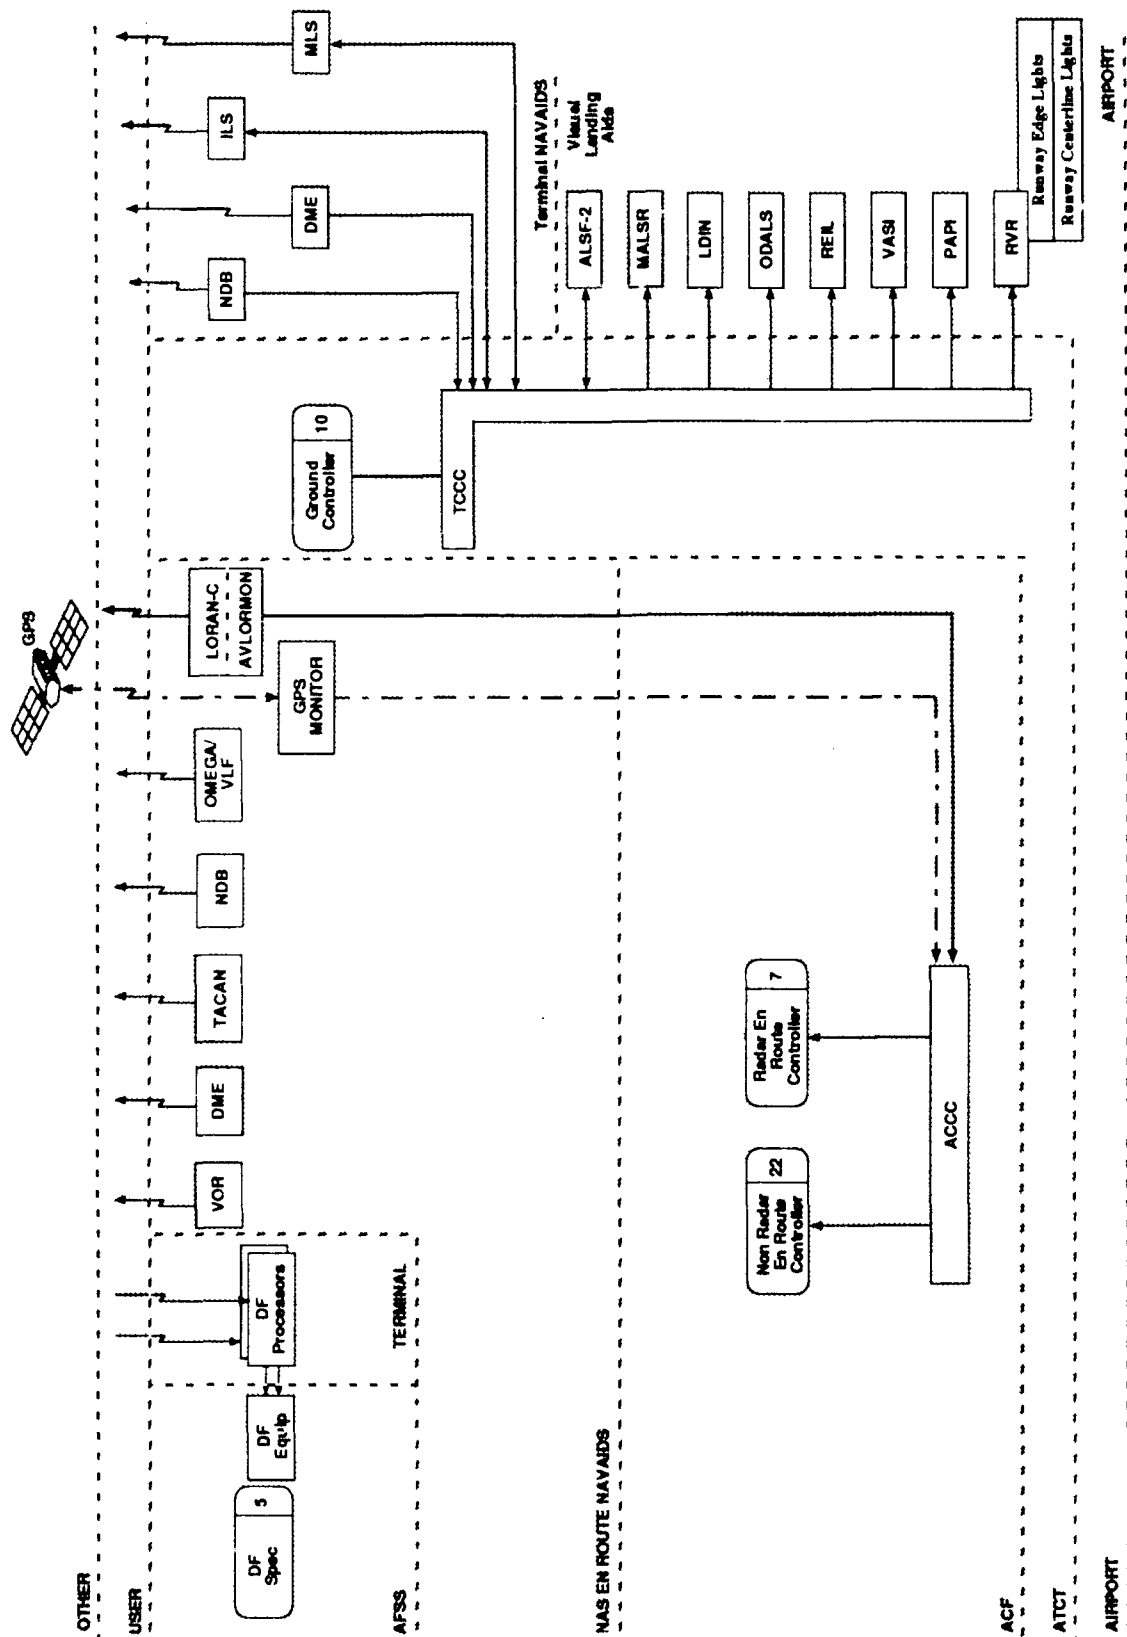 OTHER
GPS
USER
DF
Spec
5
DF
Equip
DF
Processors
VOR
DME
TACAN
NDB
OMEGA/
VLF
GPS
MONITOR
LORAN-C
AVLORMON
NDB
DME
ILS
MLS
AFSS
TERMINAL
Ground
Controller
10
TCCC
Terminal NAVAIDS
Visual
Landing
Aids
ALSF-2
MALSR
LDIN
ODALS
REIL
VASI
PAPI
RVR
Runway Edge Lights
Runway Centerline Lights
NAS EN ROUTE NAVAIDS
Non Radar
En Route
Controller
22
Radar En
Route
Controller
7
ACCC
ACF
ATCT
AIRPORT
AIRPORT